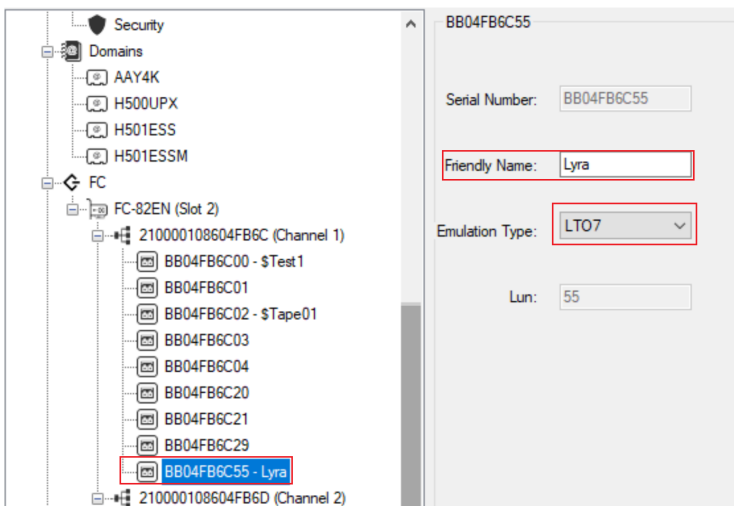 Security
Domains
AAY4K
H500UPX
H501ESS
H501ESSM
FC
FC-82EN (Slot 2)
210000108604FB6C (Channel 1)
BB04FB6C00 - $Test1
BB04FB6C01
BB04FB6C02 - $Tape01
BB04FB6C03
BB04FB6C04
BB04FB6C20
BB04FB6C21
BB04FB6C29
BB04FB6C55 - Lyra
210000108604FB6D (Channel 2)
BB04FB6C55
Serial Number: BB04FB6C55
Friendly Name: Lyra
Emulation Type: LTO7
Lun: 55